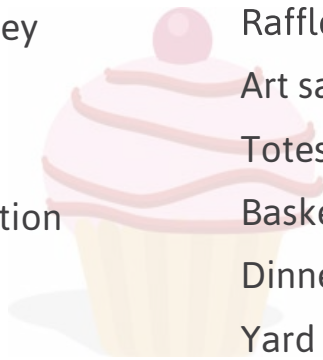 ey
Raffle
Art sa
Totes
tion
Baske
Dinne
Yard